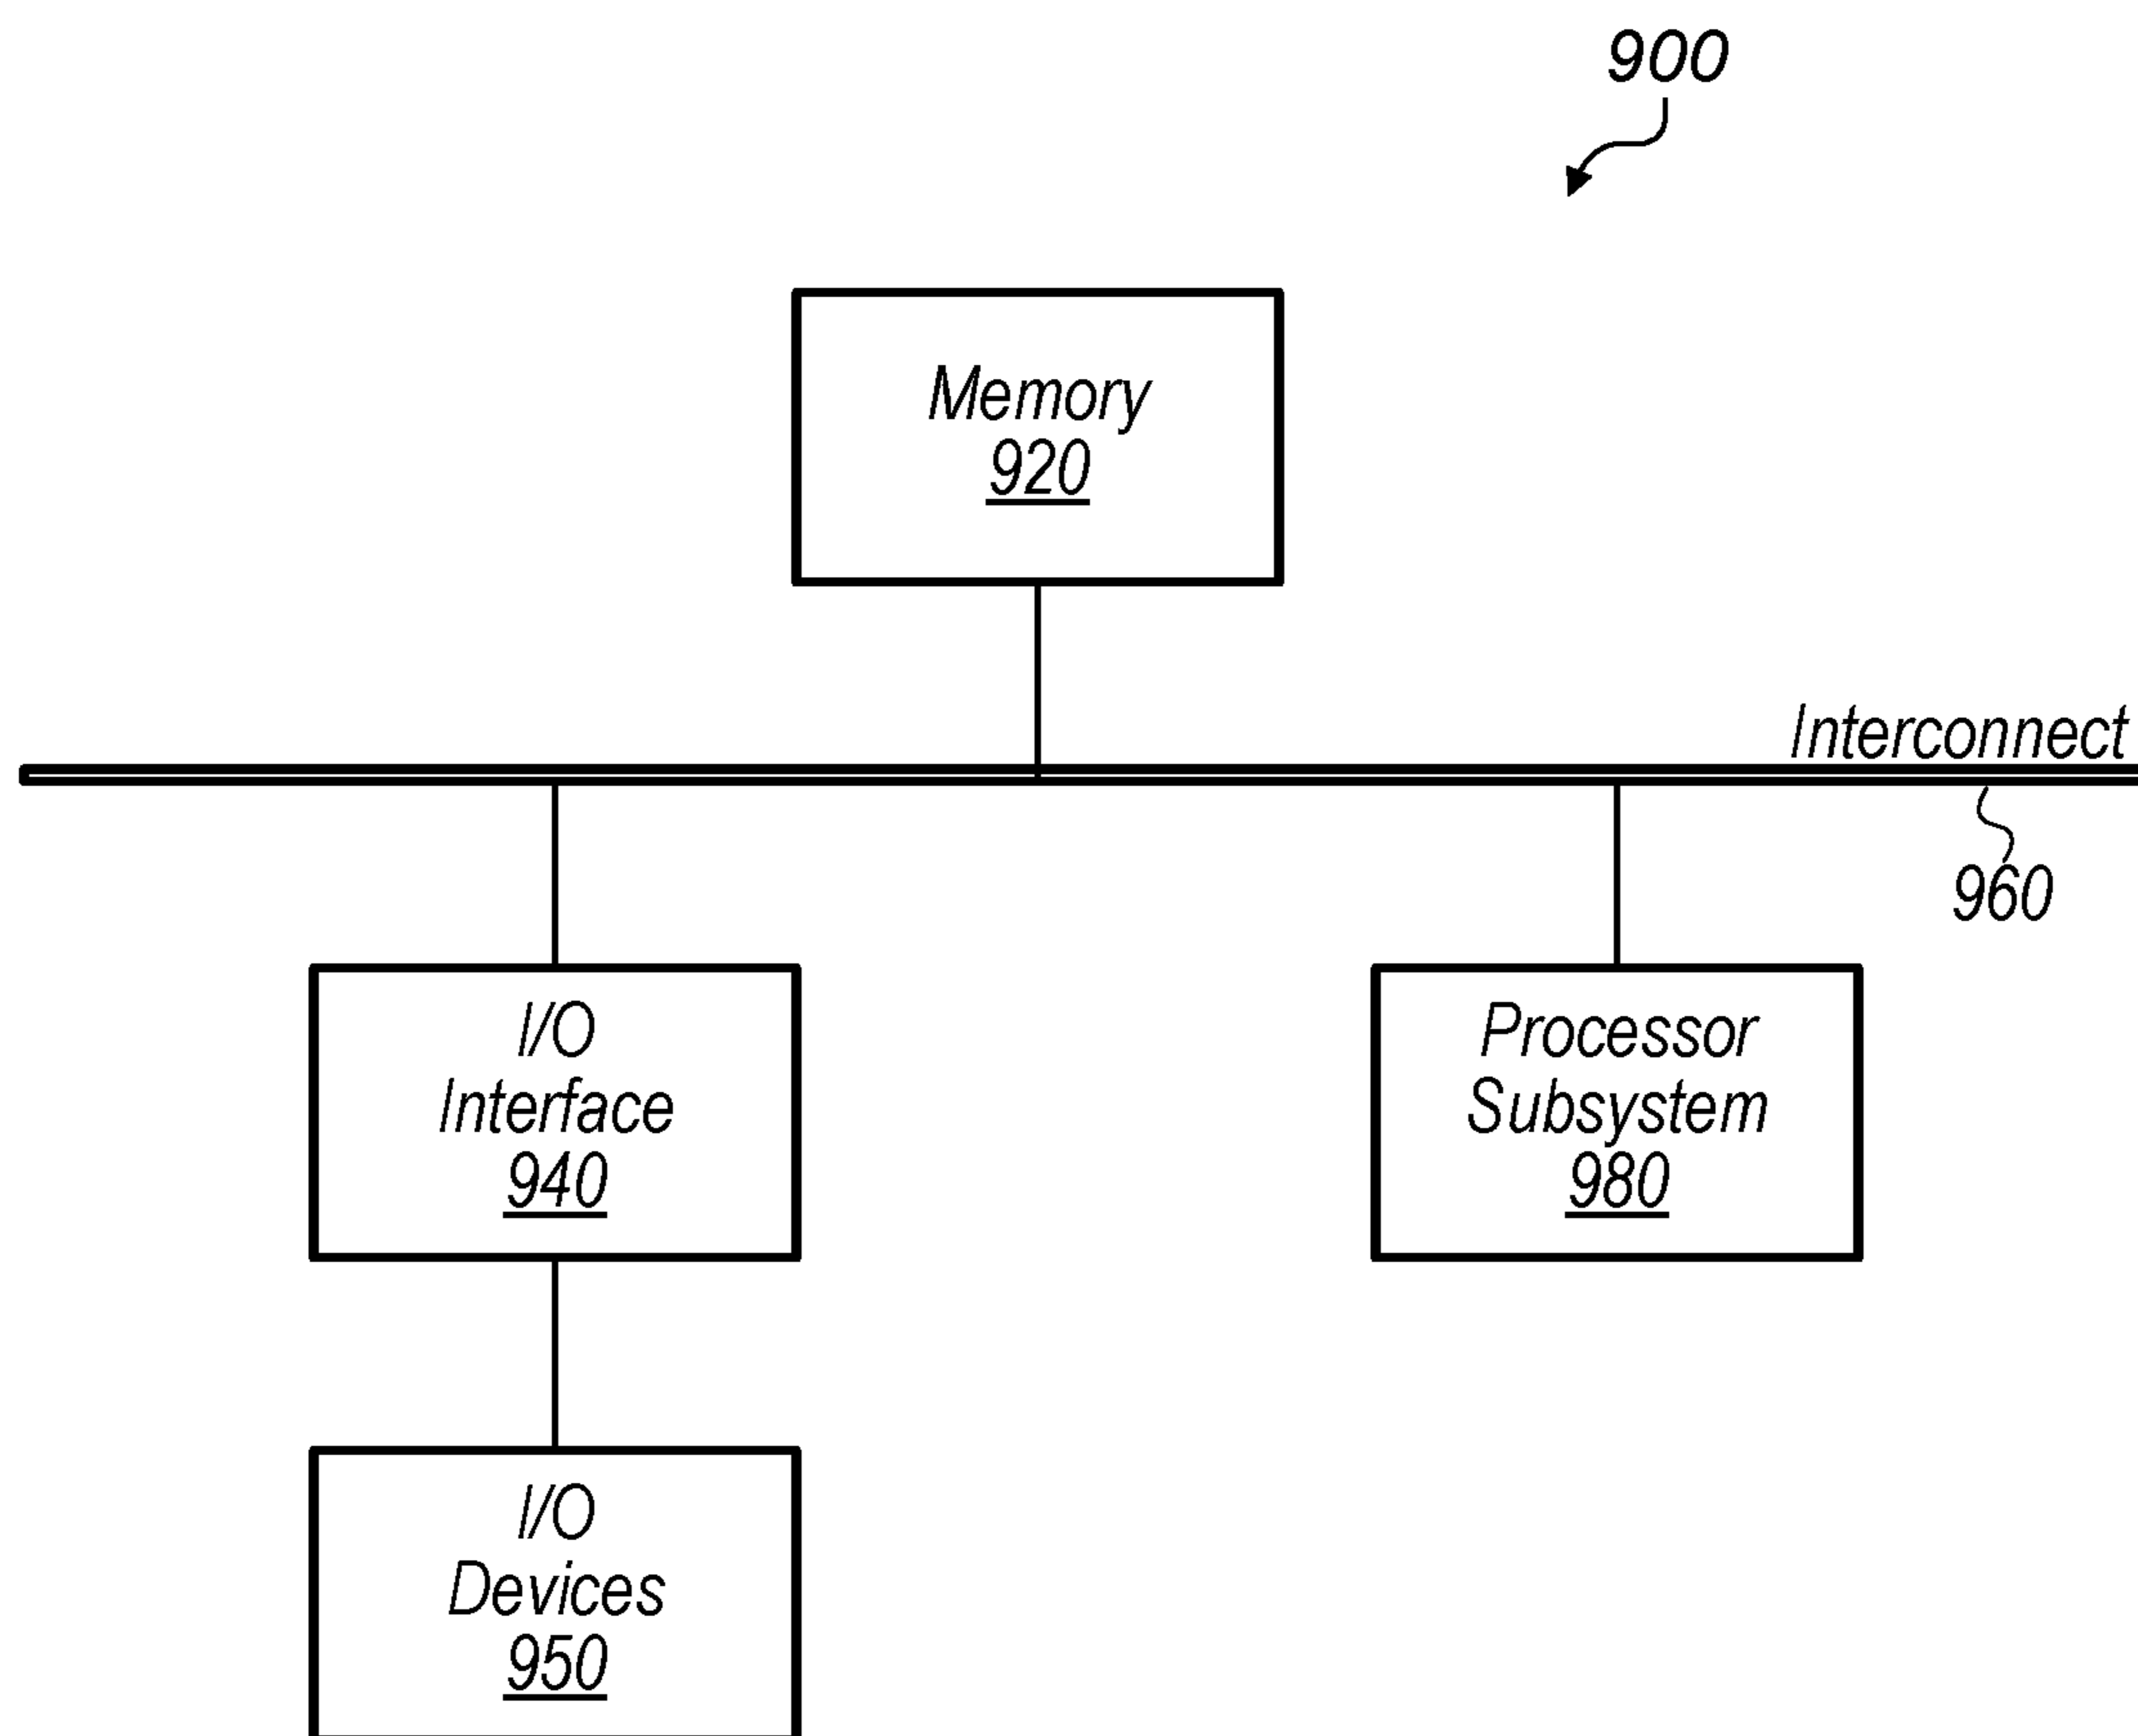 900
Memory
920
Interconnect
960
I/O
Interface
940
Processor
Subsystem
980
I/O
Devices
950